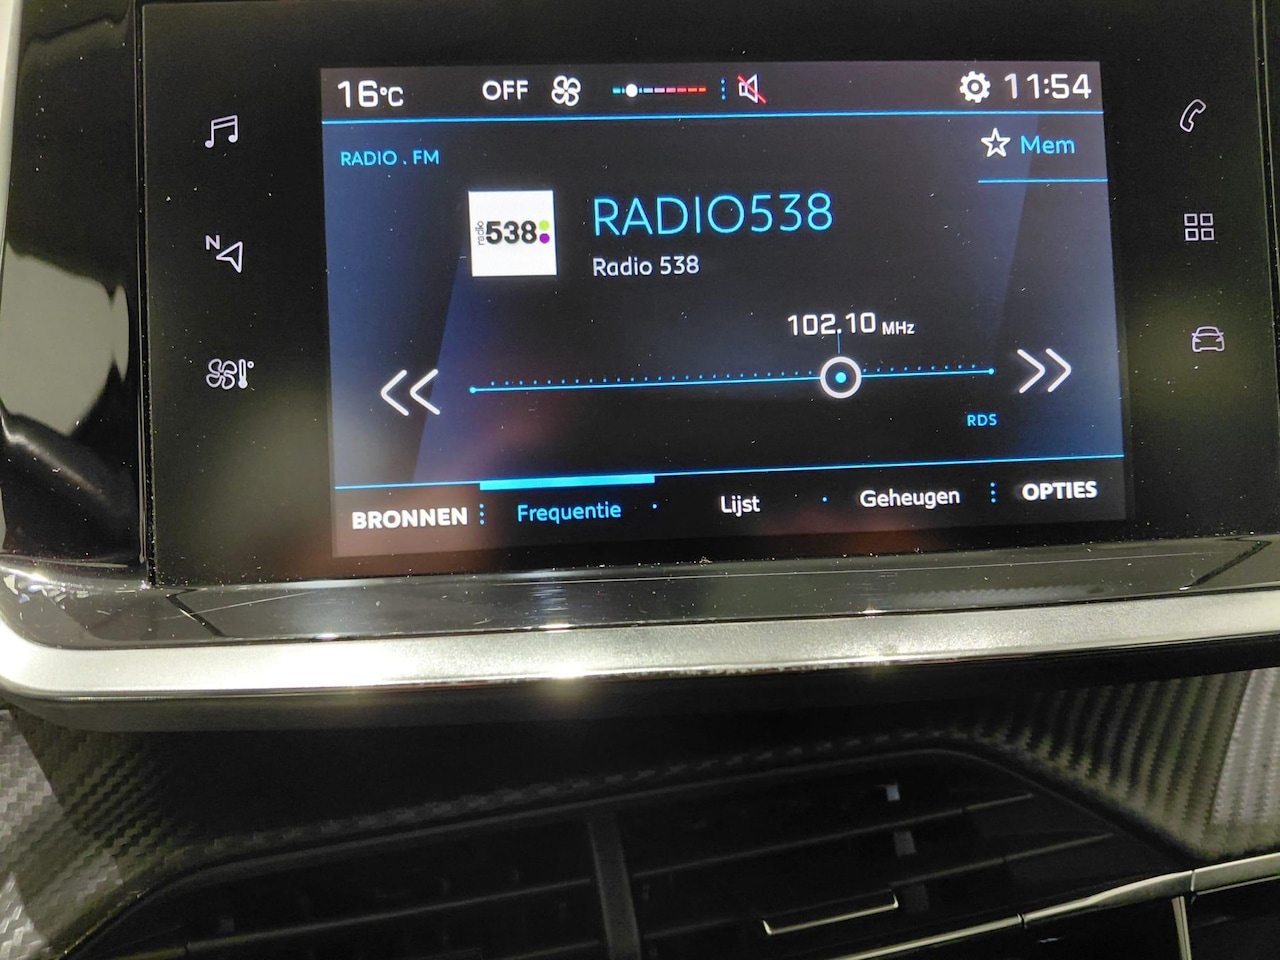 16°C OFF 11:54
RADIO . FM
Mem
radio 538
RADIO538
Radio 538
102.10 MHz
N
RDS
BRONNEN Frequentie Lijst Geheugen OPTIES